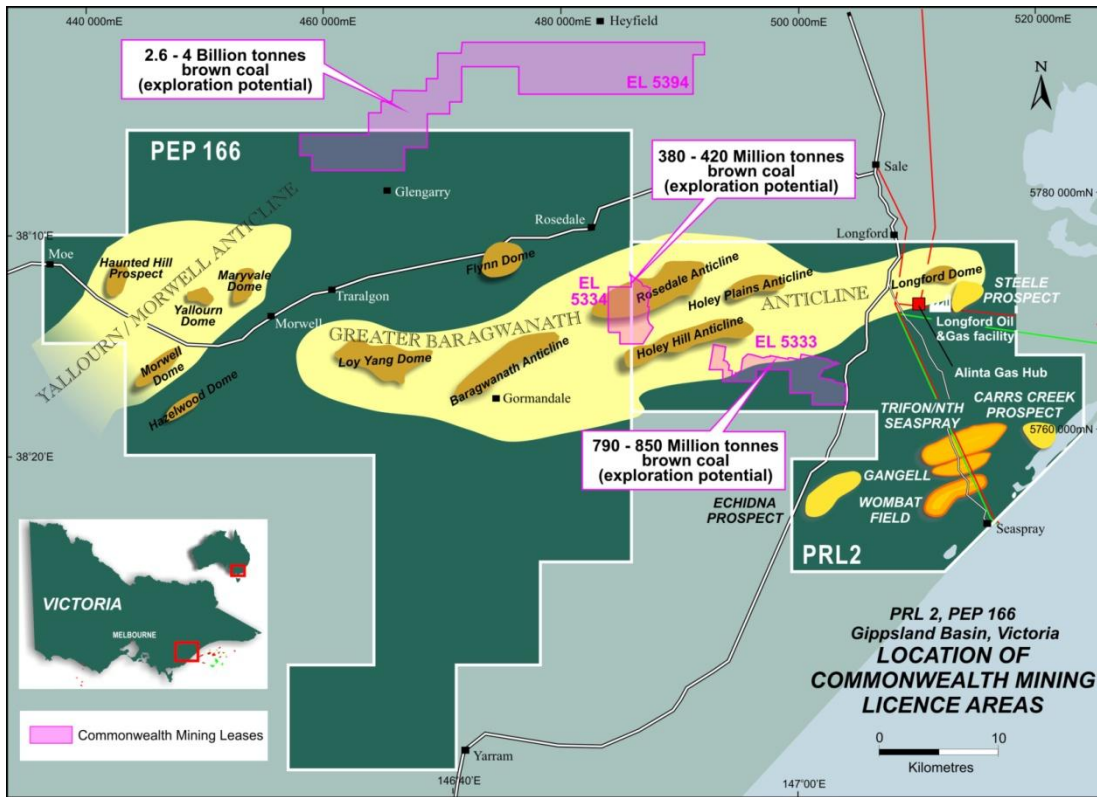 440 000mE
460 000mE
480 000mE
500 000mE
520 000mE
Heyfield
2.6 - 4 Billion tonnes
brown coal
(exploration potential)
EL 5394
N
PEP 166
380 - 420 Million tonnes
brown coal
(exploration potential)
Sale
Glengarry
5780 000mN
Rosedale
38°10'
Moe
Longford
YALLOURN / MORWELL ANTICLINE
Haunted Hill
Prospect
Maryvale
Dome
Yallourn
Dome
Flynn Dome
Traralgon
Morwell
EL
5334
Rosedale Anticline
Holey Plains Anticline
Longford Dome
STEELE
PROSPECT
GREATER BARAGWANATH
ANTICLINE
Longford Oil
&Gas facility
Morwell
Dome
Hazelwood Dome
Loy Yang Dome
Baragwanath Anticline
Holey Hill Anticline
EL 5333
Gormandale
Alinta Gas Hub
TRIFON/NTH
SEASPRAY
CARRS CREEK
PROSPECT
5760 000mN
38°20'
790 - 850 Million tonnes
brown coal
(exploration potential)
GANGELL
ECHIDNA
PROSPECT
WOMBAT
FIELD
Seaspray
PRL2
VICTORIA
MELBOURNE
PRL 2, PEP 166
Gippsland Basin, Victoria
LOCATION OF
COMMONWEALTH MINING
LICENCE AREAS
Commonwealth Mining Leases
0
10
Kilometres
Yarram
146°40'E
147°00'E